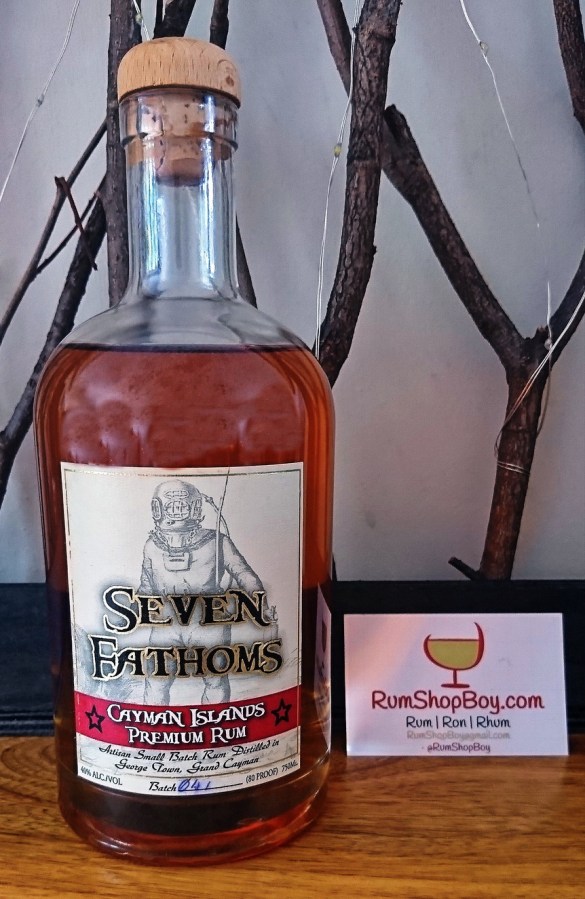 SEVEN
FATHOMS
CAYMAN ISLANDS
PREMIUM RUM
Artisan Small Batch Rum Distilled in
George Town, Grand Cayman
40% ALC./VOL (80 PROOF) 750ML
Batch 041
RumShopBoy.com
Rum | Ron | Rhum
RumShopBoy@gmail.com
@RumShopBoy